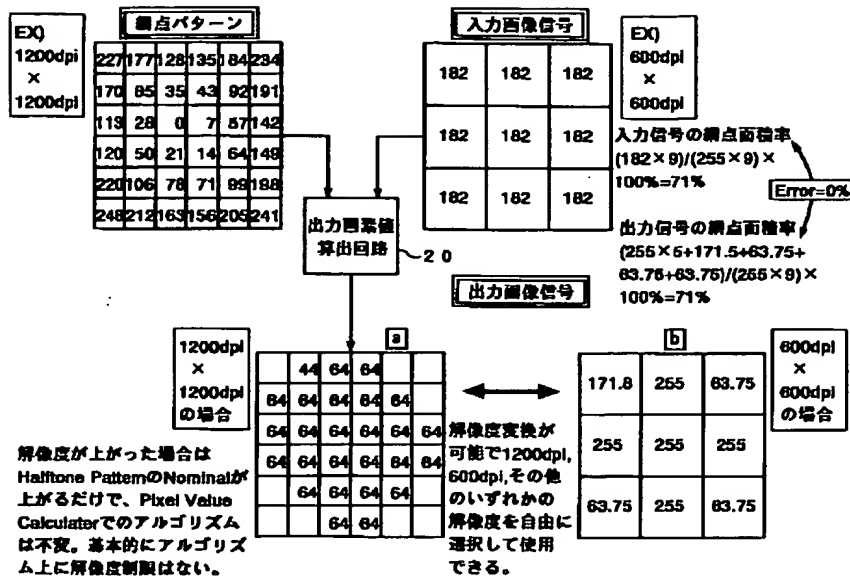 網点パターン
入力画像信号
EX)
1200dpi
×
1200dpi
227 177 128 135 184 234
170 85 35 43 92 191
113 28 0 7 57 142
120 50 21 14 64 149
220 106 78 71 99 198
248 212 163 156 205 241
182 182 182
182 182 182
182 182 182
EX)
600dpi
×
600dpi
入力信号の網点面積率
(182×9)/(255×9)×
100%=71%
Error=0%
出力信号の網点面積率
(255×5+171.5+63.75+
63.75+63.75)/(255×9)×
100%=71%
出力画素値
算出回路
20
出力画像信号
1200dpi
×
1200dpi
の場合
a
44 64 64
64 64 64 64 64
64 64 64 64 64 64
64 64 64 64 64 64
64 64 64 64
64 64
b
171.8 255 63.75
255 255 255
63.75 255 63.75
600dpi
×
600dpi
の場合
解像度が上がった場合は
Halftone PatternのNominalが
上がるだけで、Pixel Value
Calculatorでのアルゴリズム
は不変。基本的にアルゴリズ
ム上に解像度制限はない。
解像度変換が
可能で1200dpi,
600dpi,その他
のいずれかの
解像度を自由に
選択して使用
できる。